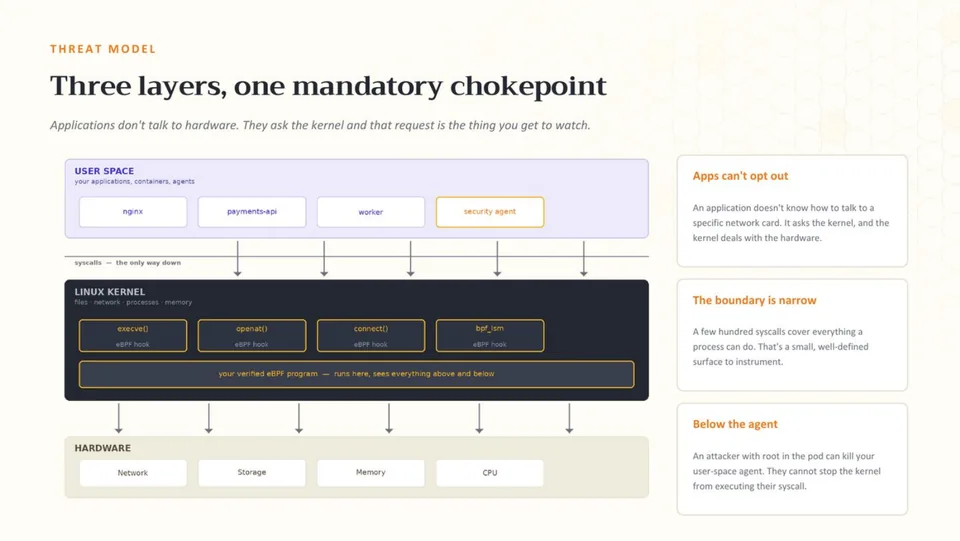 THREAT MODEL
Three layers, one mandatory chokepoint
Applications don't talk to hardware. They ask the kernel and that request is the thing you get to watch.
USER SPACE
your applications, containers, agents
nginx
payments-api
worker
security agent
syscalls — the only way down
LINUX KERNEL
files · network · processes · memory
execve()
eBPF hook
openat()
eBPF hook
connect()
eBPF hook
bpf_lsm
eBPF hook
your verified eBPF program — runs here, sees everything above and below
HARDWARE
Network
Storage
Memory
CPU
Apps can't opt out
An application doesn't know how to talk to a
specific network card. It asks the kernel, and the
kernel deals with the hardware.
The boundary is narrow
A few hundred syscalls cover everything a
process can do. That's a small, well-defined
surface to instrument.
Below the agent
An attacker with root in the pod can kill your
user-space agent. They cannot stop the kernel
from executing their syscall.